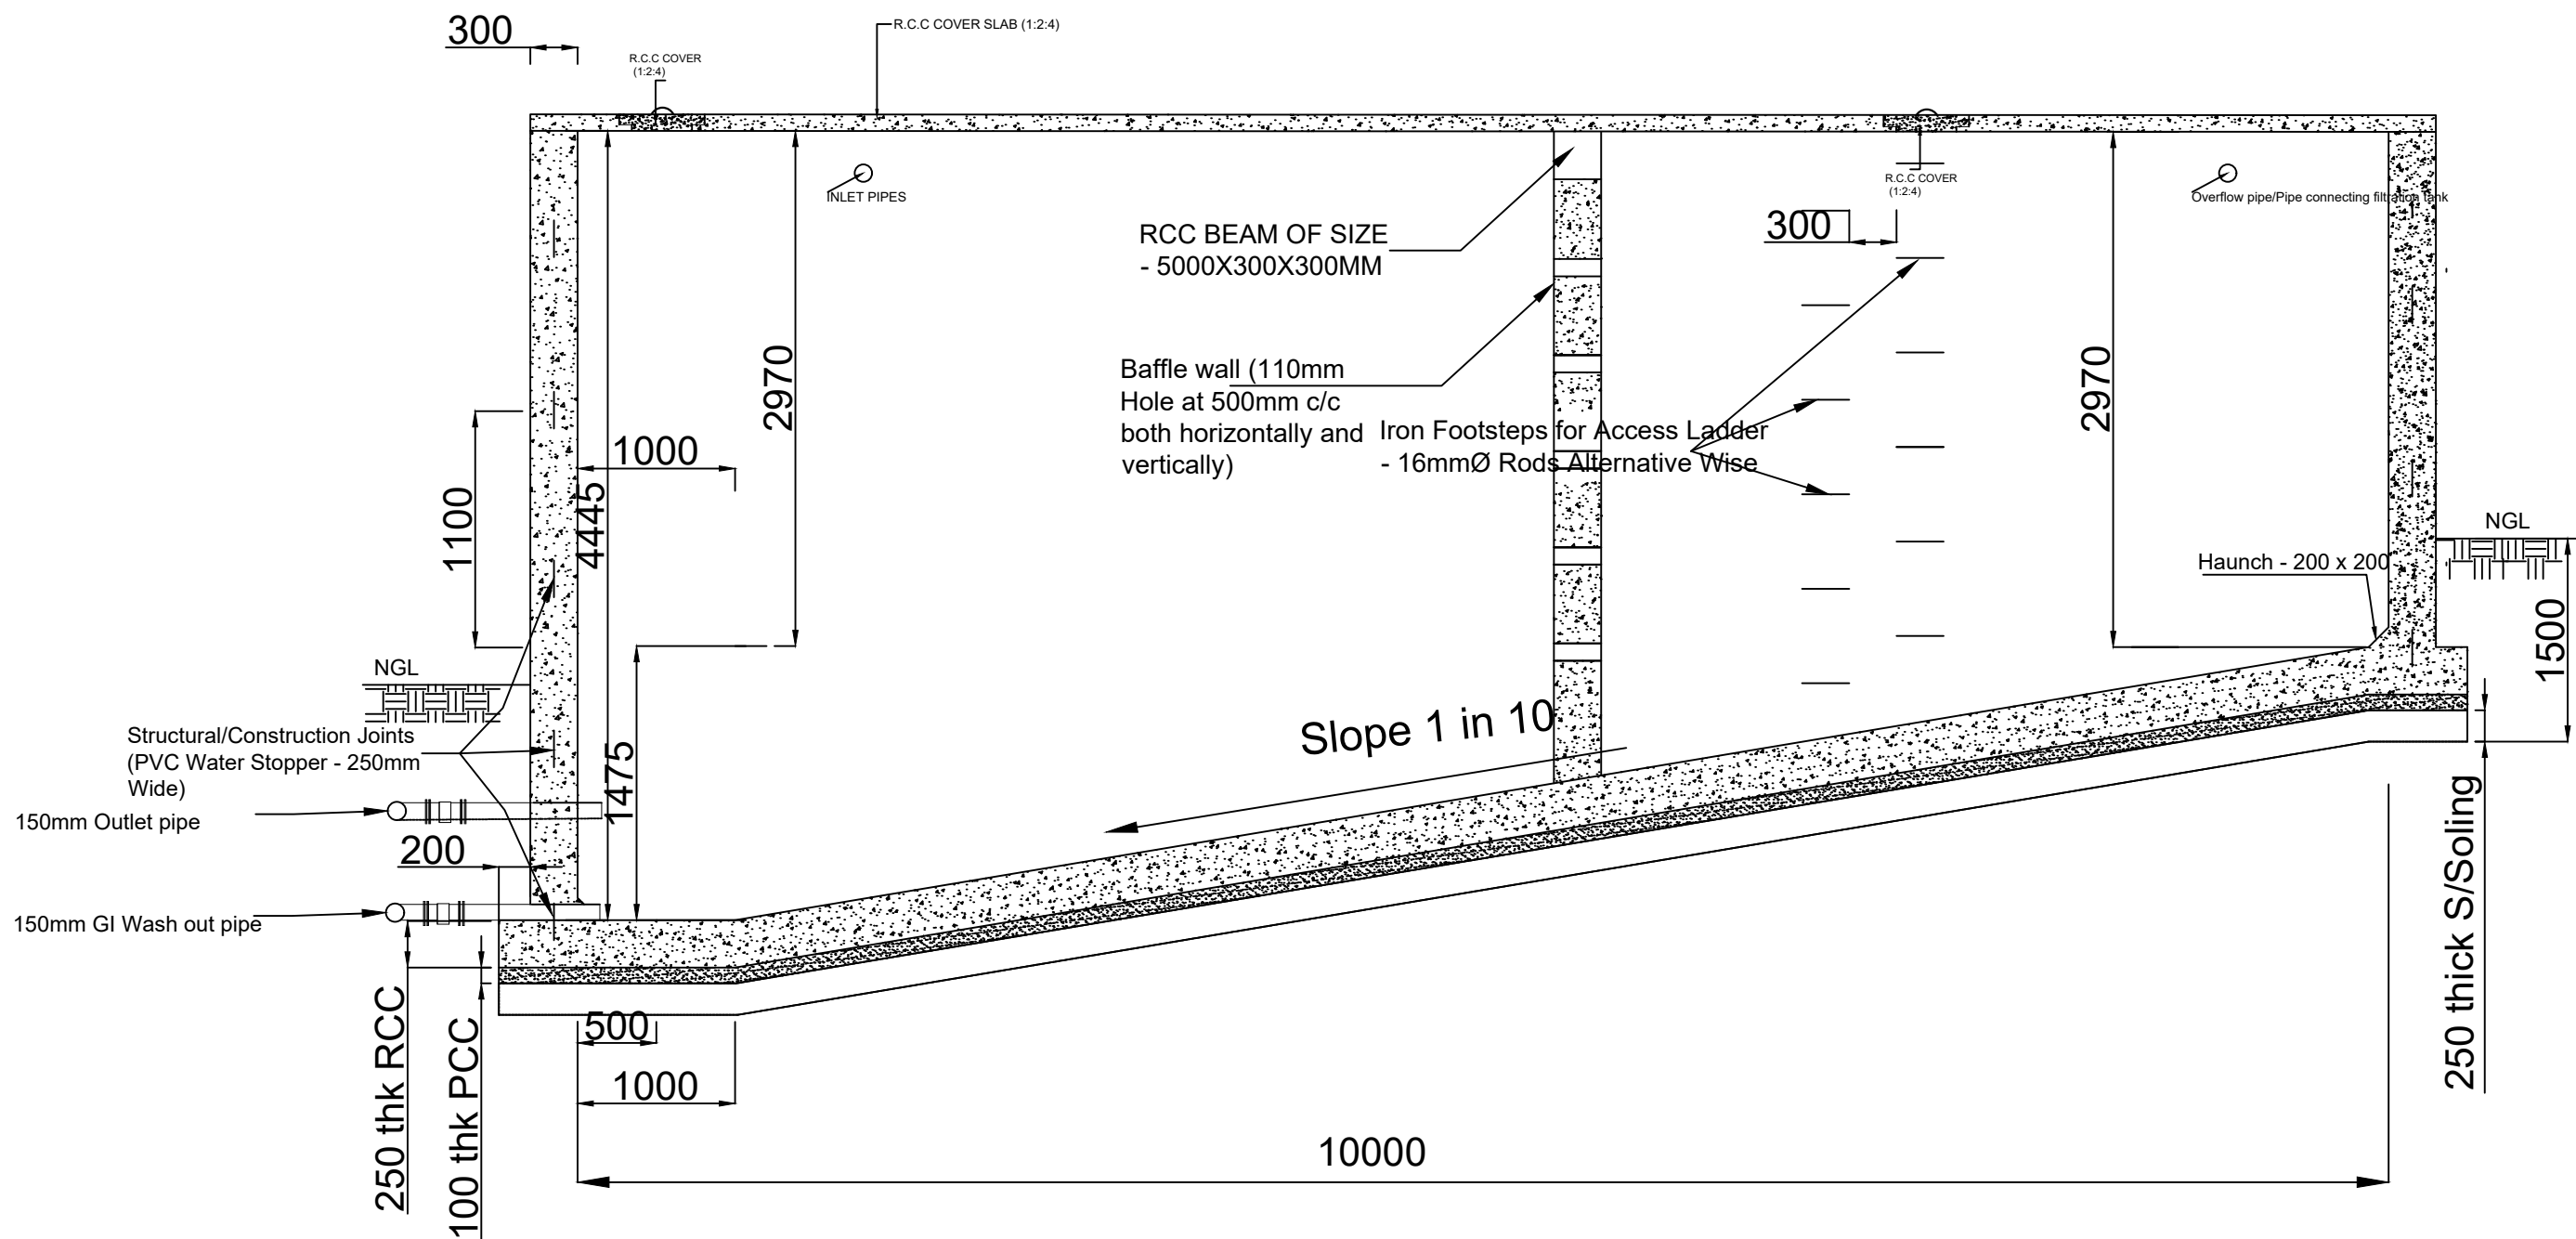 300
R.C.C COVER SLAB (1:2:4)
R.C.C COVER
(1:2:4)
INLET PIPES
R.C.C COVER
(1:2:4)
Overflow pipe/Pipe connecting filtration tank
RCC BEAM OF SIZE
- 5000X300X300MM
300
2970
2970
Baffle wall (110mm
Hole at 500mm c/c
both horizontally and
vertically)
Iron Footsteps for Access Ladder
- 16mmØ Rods Alternative Wise
1000
4445
1100
NGL
Haunch - 200 x 200
1500
NGL
Structural/Construction Joints
(PVC Water Stopper - 250mm
Wide)
Slope 1 in 10
1475
150mm Outlet pipe
200
150mm GI Wash out pipe
250 thick S/Soling
250 thk RCC
100 thk PCC
500
1000
10000